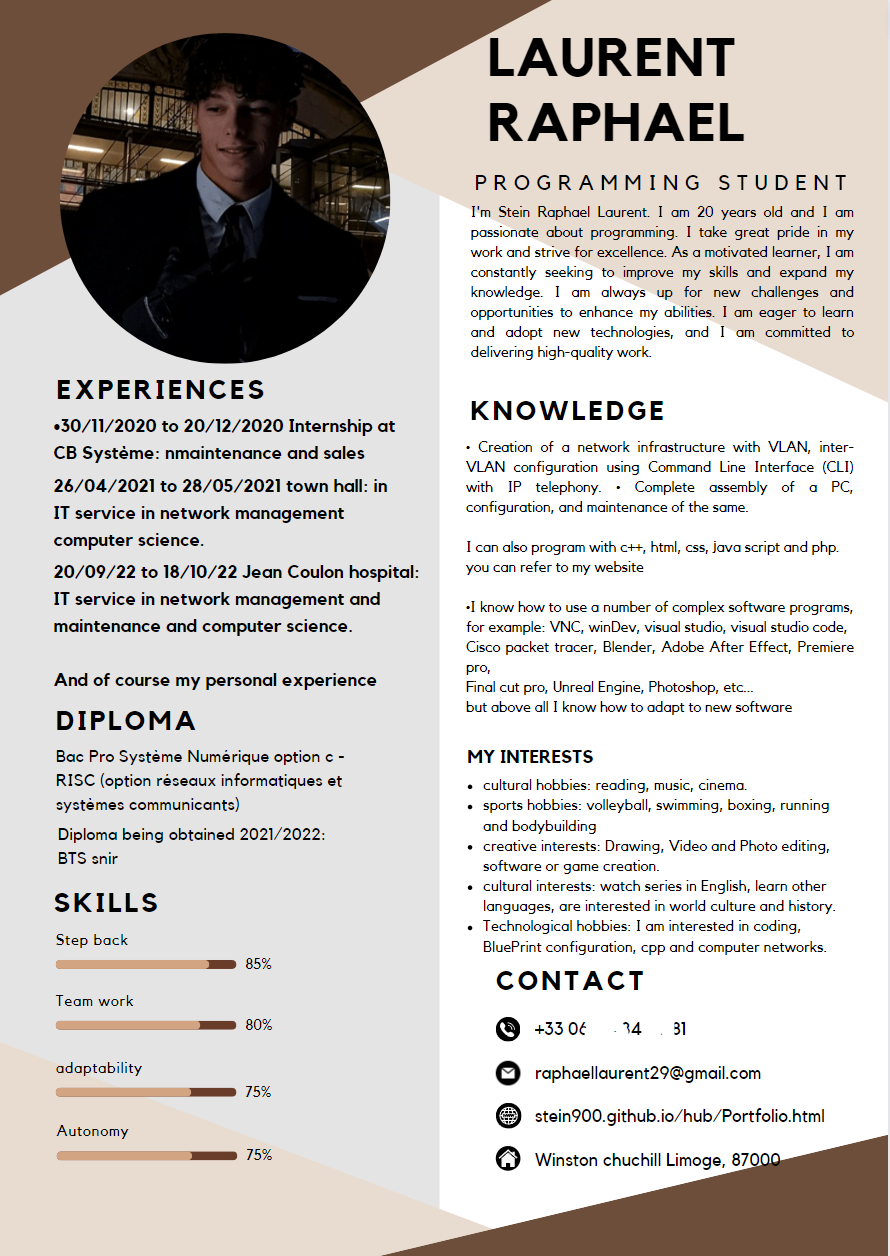 LAURENT
RAPHAEL
PROGRAMMING STUDENT
I'm Stein Raphael Laurent. I am 20 years old and I am
passionate about programming. I take great pride in my
work and strive for excellence. As a motivated learner, I am
constantly seeking to improve my skills and expand my
knowledge. I am always up for new challenges and
opportunities to enhance my abilities. I am eager to learn
and adopt new technologies, and I am committed to
delivering high-quality work.
EXPERIENCES
•30/11/2020 to 20/12/2020 Internship at
CB Système: nmaintenance and sales
26/04/2021 to 28/05/2021 town hall: in
IT service in network management
computer science.
20/09/22 to 18/10/22 Jean Coulon hospital:
IT service in network management and
maintenance and computer science.
And of course my personal experience
DIPLOMA
Bac Pro Système Numérique option c -
RISC (option réseaux informatiques et
systèmes communicants)
Diploma being obtained 2021/2022:
BTS snir
SKILLS
Step back
85%
Team work
80%
adaptability
75%
Autonomy
75%
KNOWLEDGE
• Creation of a network infrastructure with VLAN, inter-
VLAN configuration using Command Line Interface (CLI)
with IP telephony. • Complete assembly of a PC,
configuration, and maintenance of the same.
I can also program with c++, html, css, java script and php.
you can refer to my website
•I know how to use a number of complex software programs,
for example: VNC, winDev, visual studio, visual studio code,
Cisco packet tracer, Blender, Adobe After Effect, Premiere
pro,
Final cut pro, Unreal Engine, Photoshop, etc...
but above all I know how to adapt to new software
MY INTERESTS
• cultural hobbies: reading, music, cinema.
• sports hobbies: volleyball, swimming, boxing, running
and bodybuilding
• creative interests: Drawing, Video and Photo editing,
software or game creation.
• cultural interests: watch series in English, learn other
languages, are interested in world culture and history.
• Technological hobbies: I am interested in coding,
BluePrint configuration, cpp and computer networks.
CONTACT
+33 06
raphaellaurent29@gmail.com
stein900.github.io/hub/Portfolio.html
Winston chuchill Limoge, 87000